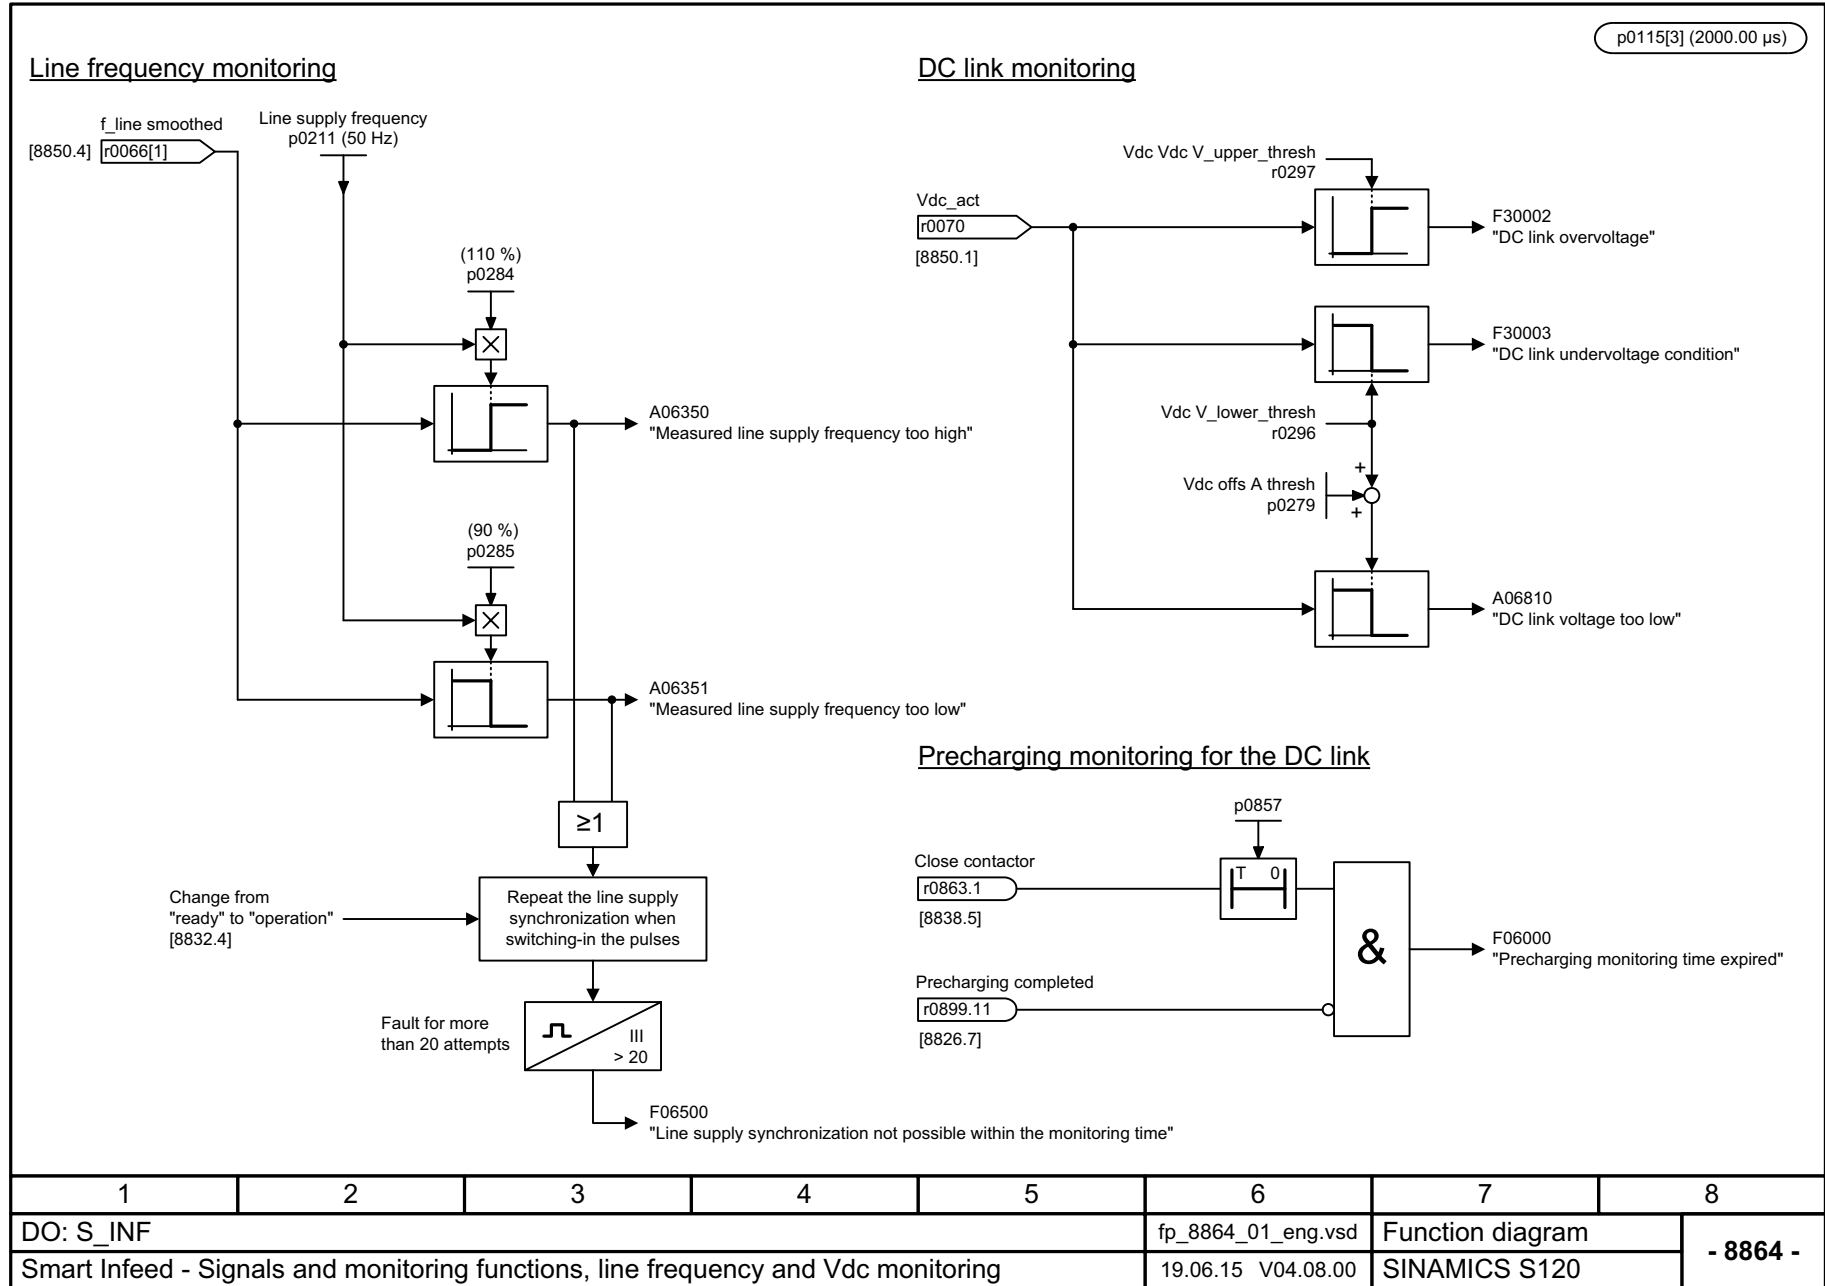 p0115[3] (2000.00 µs)
Line frequency monitoring
f_line smoothed
[8850.4]
r0066[1]
Line supply frequency
p0211 (50 Hz)
(110 %)
p0284
A06350
"Measured line supply frequency too high"
(90 %)
p0285
A06351
"Measured line supply frequency too low"
≥1
Change from
"ready" to "operation"
[8832.4]
Repeat the line supply
synchronization when
switching-in the pulses
Fault for more
than 20 attempts
III
> 20
F06500
"Line supply synchronization not possible within the monitoring time"
DC link monitoring
Vdc Vdc V_upper_thresh
r0297
Vdc_act
r0070
[8850.1]
F30002
"DC link overvoltage"
F30003
"DC link undervoltage condition"
Vdc V_lower_thresh
r0296
+
Vdc offs A thresh
p0279
+
A06810
"DC link voltage too low"
Precharging monitoring for the DC link
p0857
Close contactor
r0863.1
[8838.5]
T 0
&
F06000
"Precharging monitoring time expired"
Precharging completed
r0899.11
[8826.7]
1 2 3 4 5 6 7 8
DO: S_INF
fp_8864_01_eng.vsd
Function diagram
- 8864 -
Smart Infeed - Signals and monitoring functions, line frequency and Vdc monitoring
19.06.15 V04.08.00
SINAMICS S120